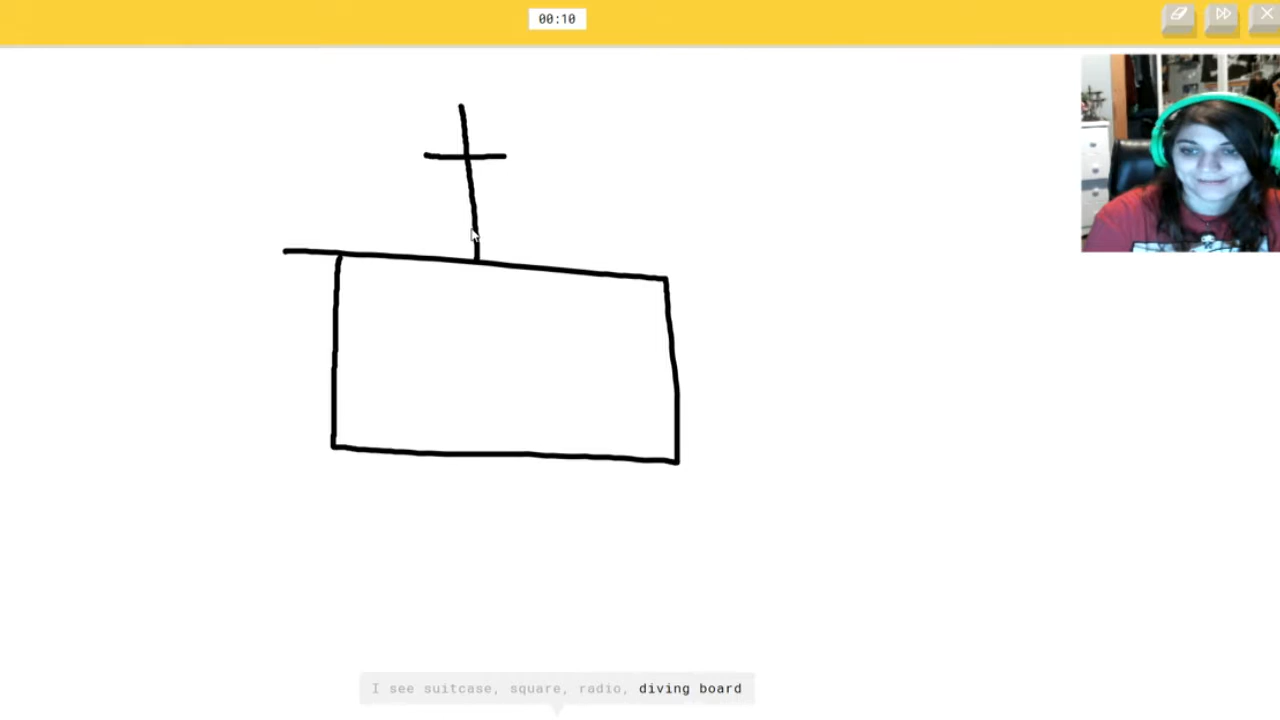 00:10
I see suitcase, square, radio, diving board